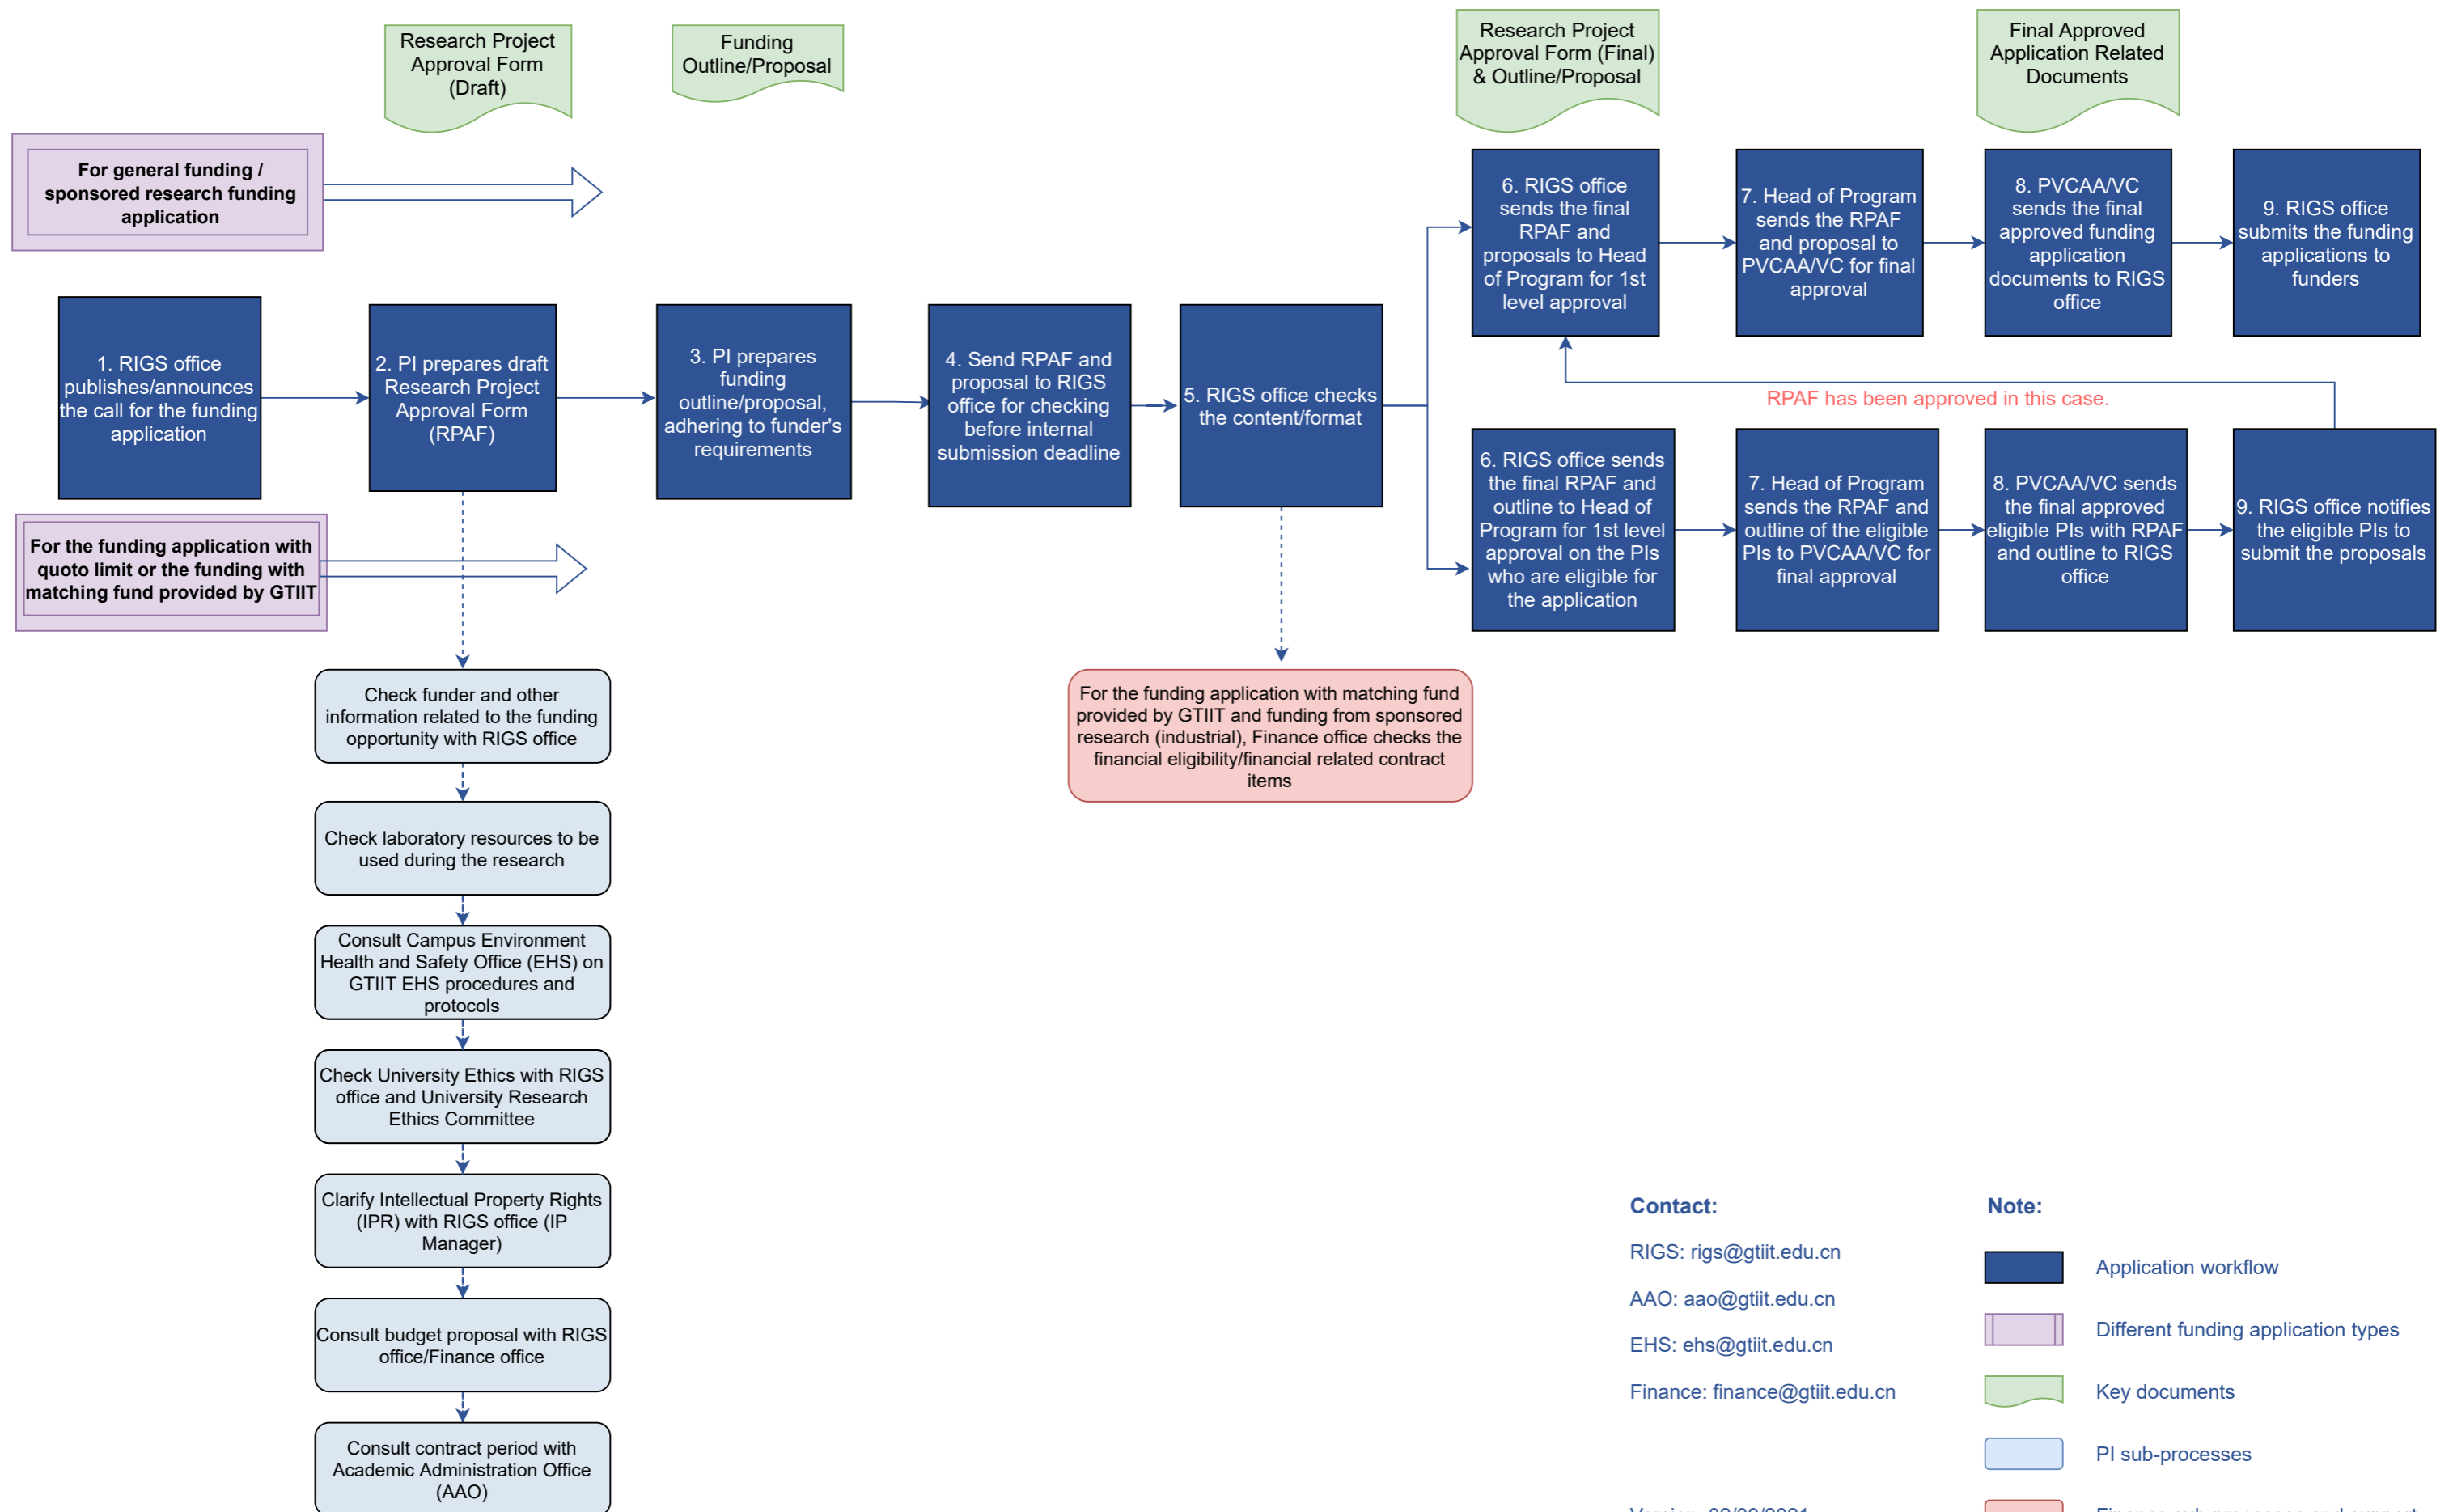 Research Project
Approval Form
(Draft)
Funding
Outline/Proposal
Research Project
Approval Form (Final)
& Outline/Proposal
Final Approved
Application Related
Documents
For general funding /
sponsored research funding
application
6. RIGS office
sends the final
RPAF and
proposals to Head
of Program for 1st
level approval
7. Head of Program
sends the RPAF
and proposal to
PVCAA/VC for final
approval
8. PVCAA/VC
sends the final
approved funding
application
documents to RIGS
office
9. RIGS office
submits the funding
applications to
funders
1. RIGS office
publishes/announces
the call for the funding
application
2. PI prepares draft
Research Project
Approval Form
(RPAF)
3. PI prepares
funding
outline/proposal,
adhering to funder's
requirements
4. Send RPAF and
proposal to RIGS
office for checking
before internal
submission deadline
5. RIGS office checks
the content/format
RPAF has been approved in this case.
For the funding application with
quoto limit or the funding with
matching fund provided by GTIIT
6. RIGS office sends
the final RPAF and
outline to Head of
Program for 1st level
approval on the PIs
who are eligible for
the application
7. Head of Program
sends the RPAF and
outline of the eligible
PIs to PVCAA/VC for
final approval
8. PVCAA/VC sends
the final approved
eligible PIs with RPAF
and outline to RIGS
office
9. RIGS office notifies
the eligible PIs to
submit the proposals
Check funder and other
information related to the funding
opportunity with RIGS office
For the funding application with matching fund
provided by GTIIT and funding from sponsored
research (industrial), Finance office checks the
financial eligibility/financial related contract
items
Check laboratory resources to be
used during the research
Consult Campus Environment
Health and Safety Office (EHS) on
GTIIT EHS procedures and
protocols
Check University Ethics with RIGS
office and University Research
Ethics Committee
Clarify Intellectual Property Rights
(IPR) with RIGS office (IP
Manager)
Consult budget proposal with RIGS
office/Finance office
Consult contract period with
Academic Administration Office
(AAO)
Contact:
RIGS: rigs@gtiit.edu.cn
AAO: aao@gtiit.edu.cn
EHS: ehs@gtiit.edu.cn
Finance: finance@gtiit.edu.cn
Note:
Application workflow
Different funding application types
Key documents
PI sub-processes